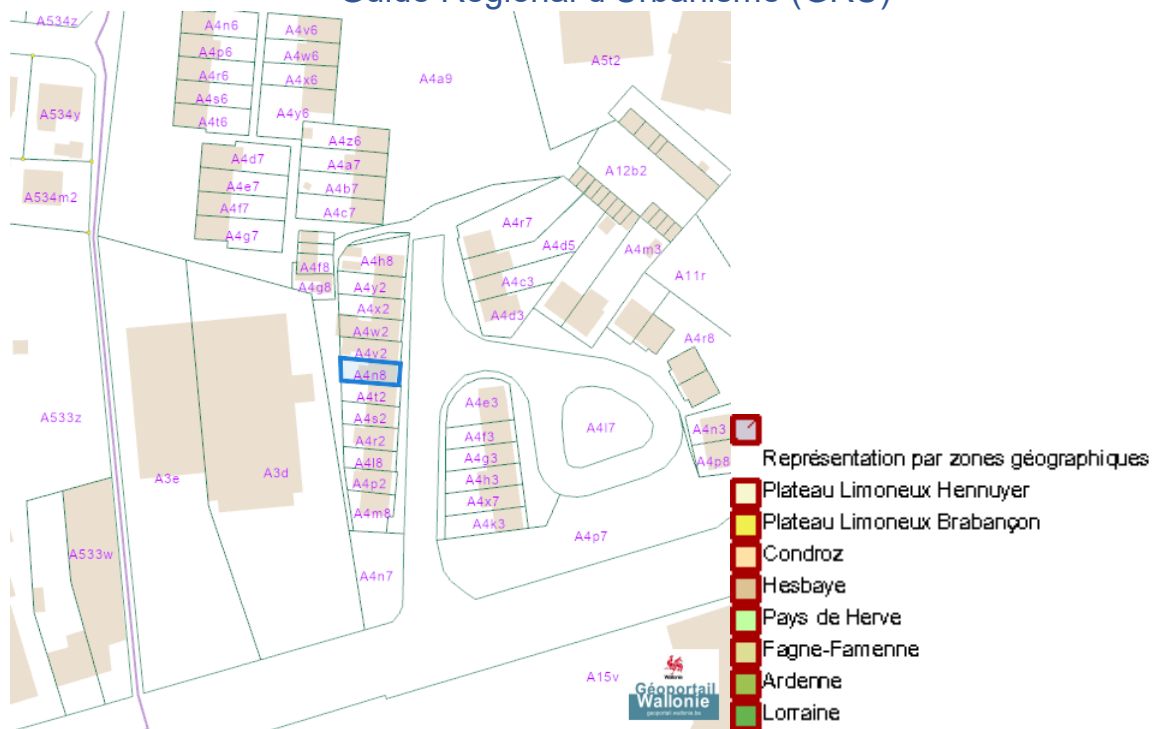 Guide Régional d'Urbanisme (GRU)
A534z
A4n6
A4v6
A4p6
A4w6
A5t2
A4r6
A4x6
A4a9
A4s6
A534y
A4y6
A4t6
A4z6
A4d7
A4a7
A12b2
A4e7
A4b7
A534m2
A4f7
A4c7
A4r7
A4g7
A4d5
A4m3
A4h8
A4f8
A11r
A4c3
A4g8
A4y2
A4x2
A4d3
A4w2
A4r8
A4v2
A4n8
A4t2
A4e3
A533z
A4s2
A4l7
A4n3
A4r2
A4f3
A4g3
A4l8
A4p8
A3e
A3d
A4p2
A4h3
A4x7
A4m8
A4k3
A4p7
A533w
A4n7
A15v
Wallonie
Géoportail
Wallonie
geoportail.wallonie.be
Représentation par zones géographiques
Plateau Limoneux Hennuyer
Plateau Limoneux Brabançon
Condroz
Hesbaye
Pays de Herve
Fagne-Famenne
Ardenne
Lorraine